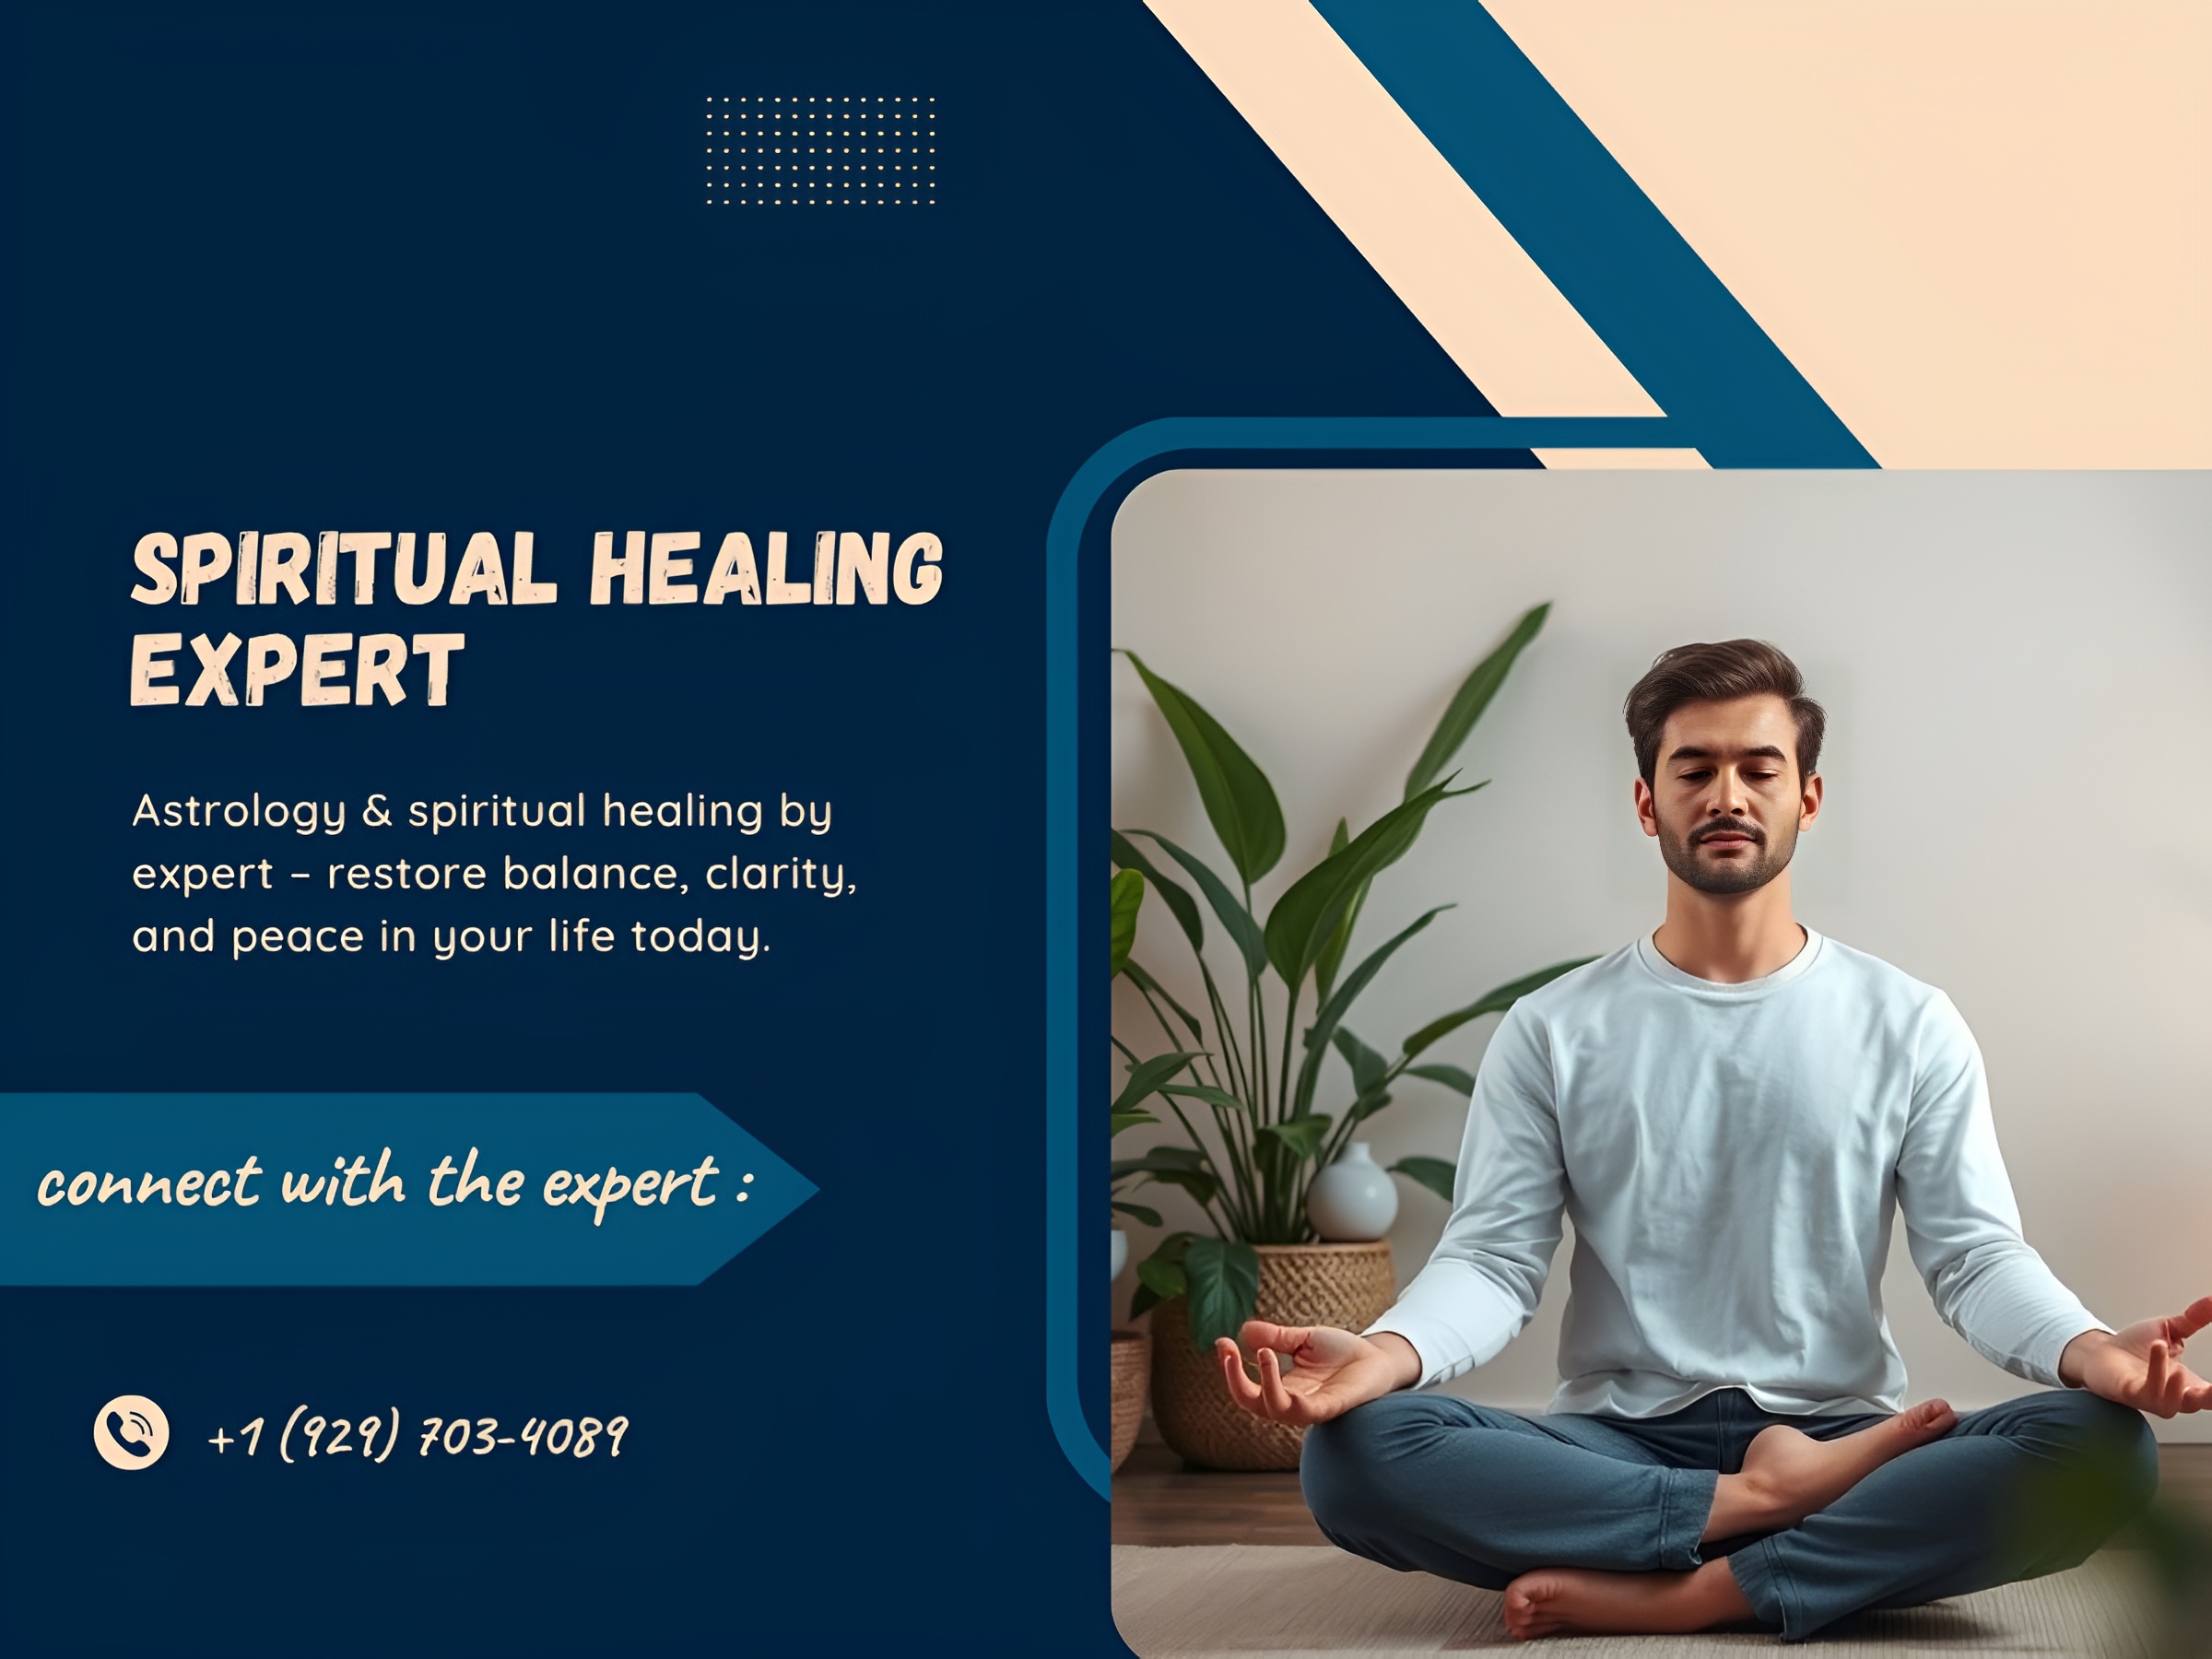 SPIRITUAL HEALING
EXPERT
Astrology & spiritual healing by
expert – restore balance, clarity,
and peace in your life today.
connect with the expert :
+1 (929) 703-4089